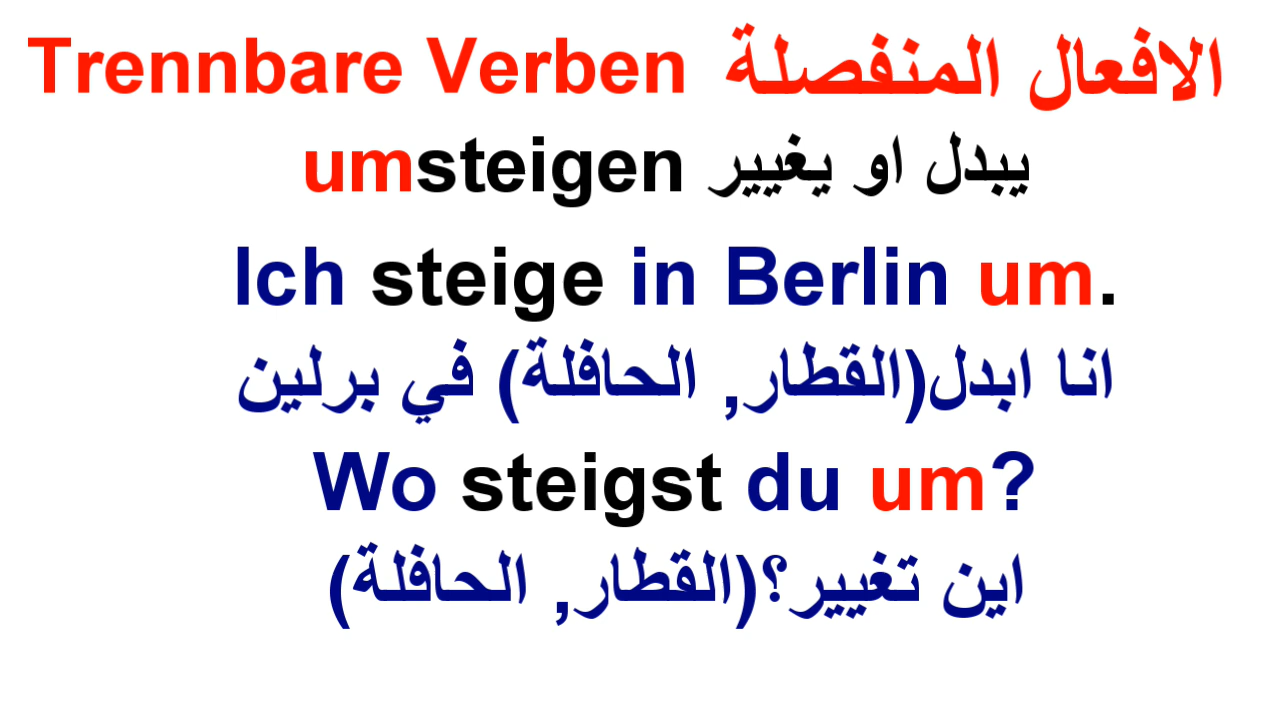 Trennbare Verben الافعال المنفصلة
umsteigen يبدل او يغيير
Ich steige in Berlin um.
انا ابدل(القطار, الحافلة) في برلين
Wo steigst du um?
اين تغيير؟(القطار, الحافلة)